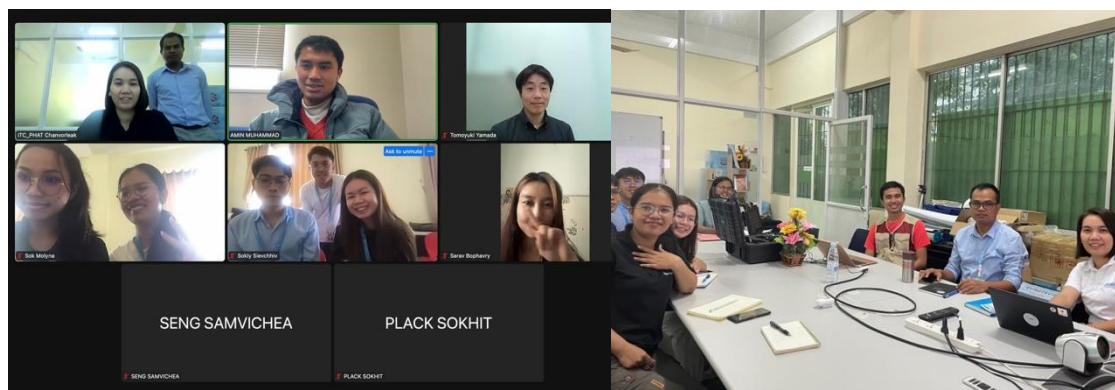 ITC_PHAT Chanvorleak
AMIN MUHAMMAD
Tomoyuki Yamada
Ask to unmute
Sok Molyna
Sokly Sievchhiv
Sarav Bophavry
SENG SAMVICHEA
PLACK SOKHIT
SENG SAMVICHEA
PLACK SOKHIT